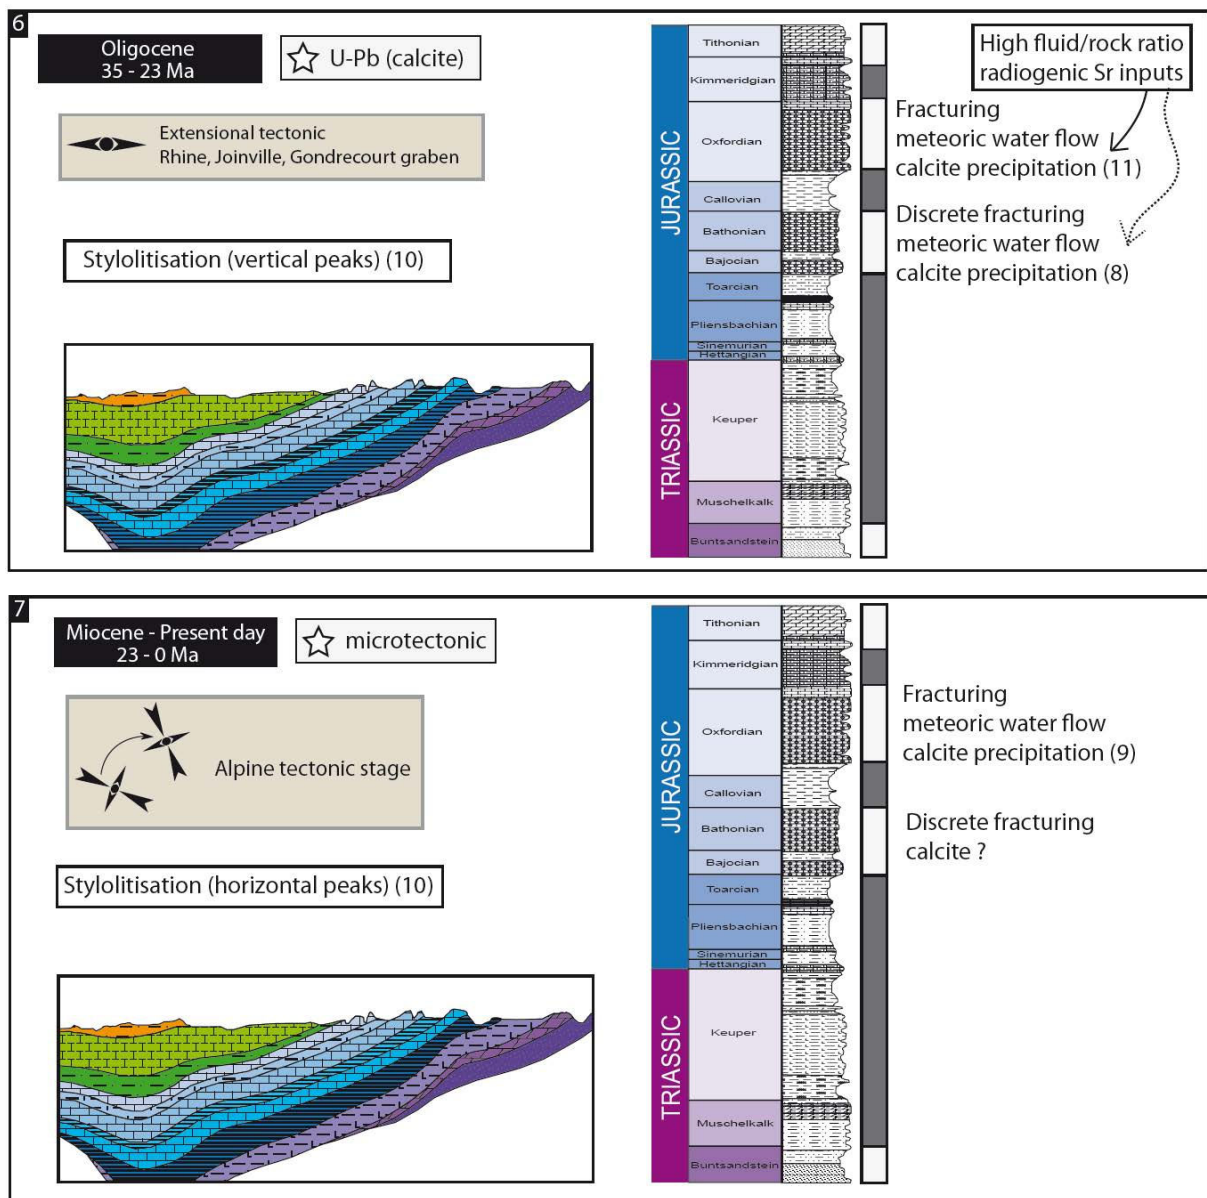 6
Oligocene
35 - 23 Ma
U-Pb (calcite)
Extensional tectonic
Rhine, Joinville, Gondrecourt graben
Stylolitisation (vertical peaks) (10)
JURASSIC
Tithonian
Kimmeridgian
Oxfordian
Callovian
Bathonian
Bajocian
Toarcian
Pliensbachian
Sinemurian
Hettangian
TRIASSIC
Keuper
Muschelkalk
Buntsandstein
High fluid/rock ratio
radiogenic Sr inputs
Fracturing
meteoric water flow
calcite precipitation (11)
Discrete fracturing
meteoric water flow
calcite precipitation (8)
7
Miocene - Present day
23 - 0 Ma
microtectonic
Alpine tectonic stage
Stylolitisation (horizontal peaks) (10)
JURASSIC
Tithonian
Kimmeridgian
Oxfordian
Callovian
Bathonian
Bajocian
Toarcian
Pliensbachian
Sinemurian
Hettangian
TRIASSIC
Keuper
Muschelkalk
Buntsandstein
Fracturing
meteoric water flow
calcite precipitation (9)
Discrete fracturing
calcite ?